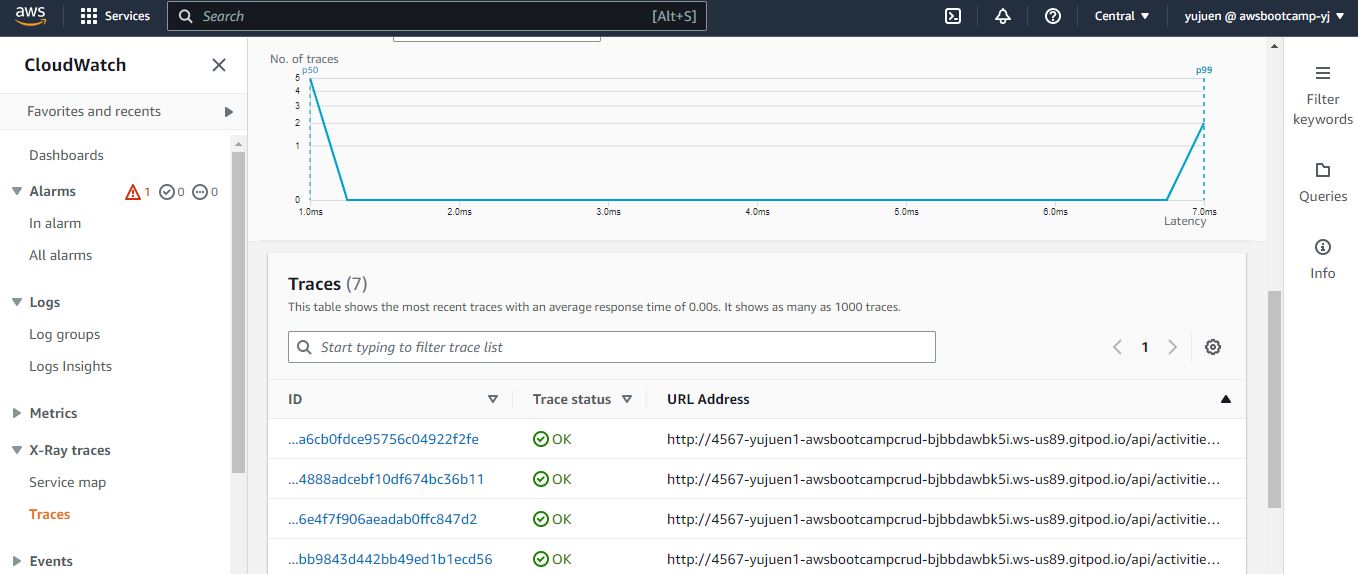 aws Services Search [Alt+S] Central yujuen @ awsbootcamp-yj
CloudWatch
Favorites and recents
Dashboards
Alarms 1 0 0
In alarm
All alarms
Logs
Log groups
Logs Insights
Metrics
X-Ray traces
Service map
Traces
Events
No. of traces
p50 p99
5
4
3
2
1
0
1.0ms 2.0ms 3.0ms 4.0ms 5.0ms 6.0ms 7.0ms
Latency
Traces (7)
This table shows the most recent traces with an average response time of 0.00s. It shows as many as 1000 traces.
Start typing to filter trace list
1
ID Trace status URL Address
...a6cb0fdce95756c04922f2fe OK http://4567-yujuen1-awsbootcampcrud-bjbbdawbk5i.ws-us89.gitpod.io/api/activitie...
...4888adcebf10df674bc36b11 OK http://4567-yujuen1-awsbootcampcrud-bjbbdawbk5i.ws-us89.gitpod.io/api/activitie...
...6e4f7f906aeadab0ffc847d2 OK http://4567-yujuen1-awsbootcampcrud-bjbbdawbk5i.ws-us89.gitpod.io/api/activitie...
...bb9843d442bb49ed1b1ecd56 OK http://4567-yujuen1-awsbootcampcrud-bjbbdawbk5i.ws-us89.gitpod.io/api/activitie...
Filter
keywords
Queries
Info